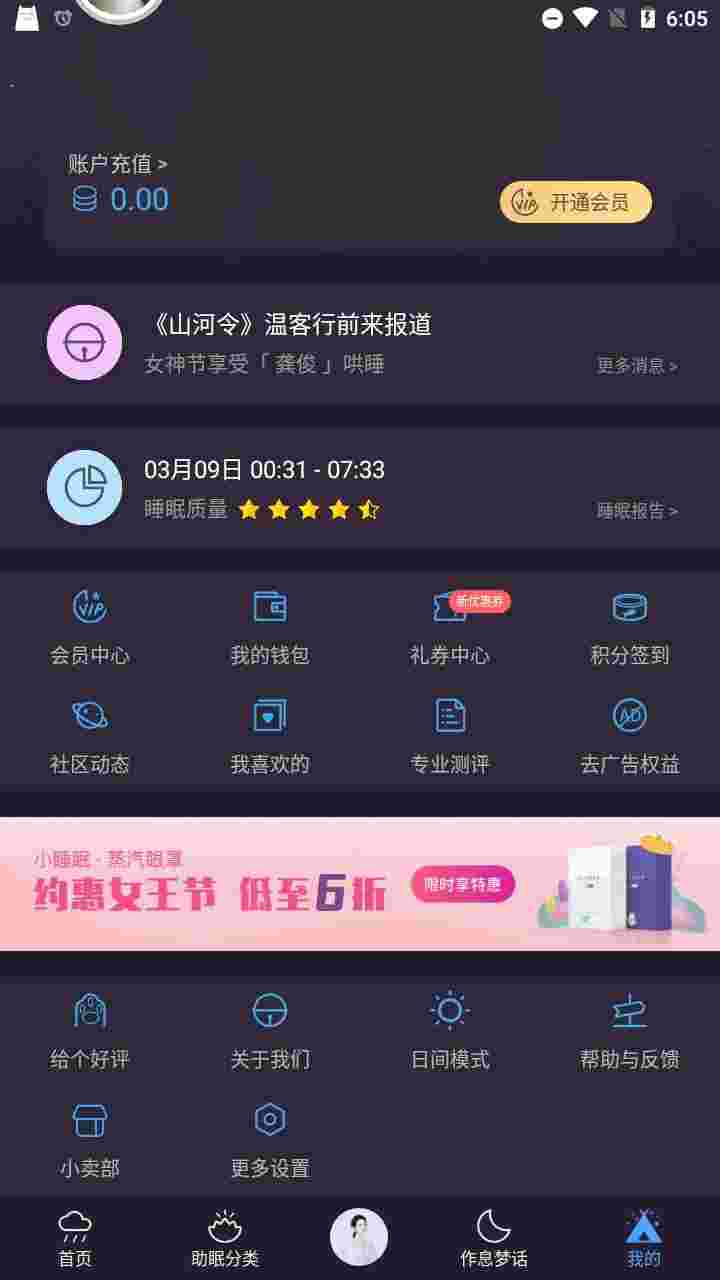 6:05
账户充值 >
0.00
VIP 开通会员
《山河令》温客行前来报道
女神节享受「 龚俊 」哄睡
更多消息 >
03月09日 00:31 - 07:33
睡眠质量
睡眠报告 >
VIP
新优惠券
会员中心 我的钱包 礼券中心 积分签到
AD
社区动态 我喜欢的 专业测评 去广告权益
小睡眠 - 蒸汽眼罩
约惠女王节 低至6折
限时享特惠
给个好评 关于我们 日间模式 帮助与反馈
小卖部 更多设置
首页 助眠分类 作息梦话 我的